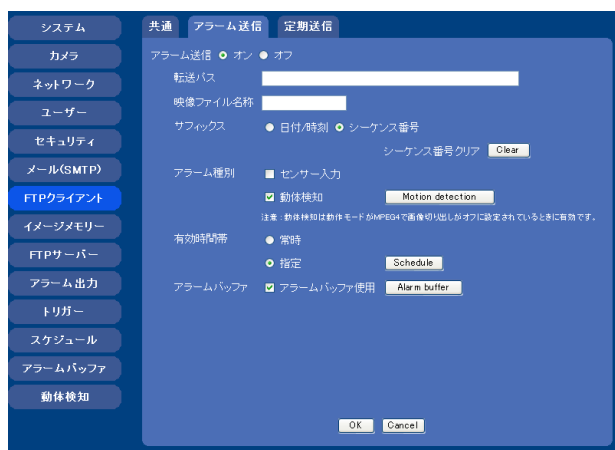 システム
カメラ
ネットワーク
ユーザー
セキュリティ
メール(SMTP)
FTPクライアント
イメージメモリー
FTPサーバー
アラーム出力
トリガー
スケジュール
アラームバッファ
動体検知
共通 アラーム送信 定期送信
アラーム送信 オン オフ
転送パス
映像ファイル名称
サフィックス 日付/時刻 シーケンス番号
シーケンス番号クリア Clear
アラーム種別 センサー入力
動体検知 Motion detection
注意：動体検知は動作モードがMPEG4で画像切り出しがオフに設定されているときに有効です。
有効時間帯 常時
指定 Schedule
アラームバッファ アラームバッファ使用 Alarm buffer
OK Cancel